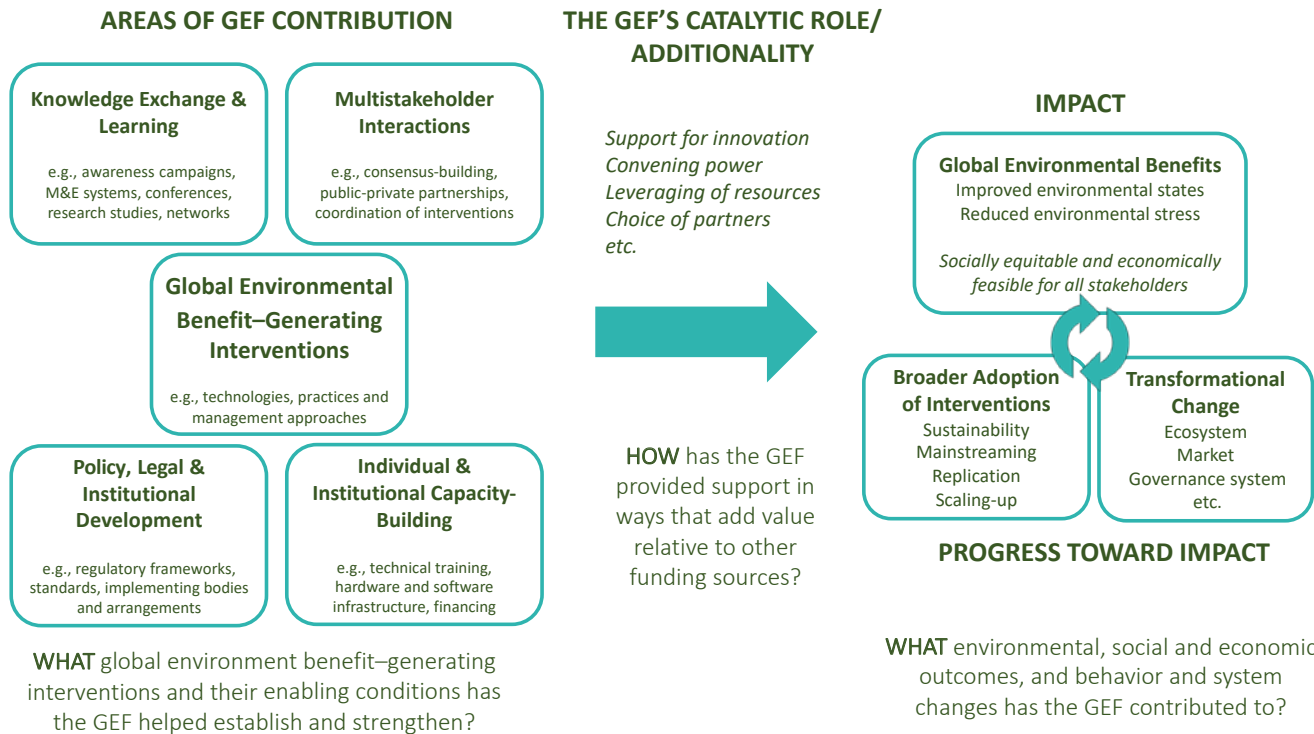 AREAS OF GEF CONTRIBUTION
Knowledge Exchange &
Learning
e.g., awareness campaigns,
M&E systems, conferences,
research studies, networks
Multistakeholder
Interactions
e.g., consensus-building,
public-private partnerships,
coordination of interventions
Global Environmental
Benefit–Generating
Interventions
e.g., technologies, practices and
management approaches
Policy, Legal &
Institutional
Development
e.g., regulatory frameworks,
standards, implementing bodies
and arrangements
Individual &
Institutional Capacity-
Building
e.g., technical training,
hardware and software
infrastructure, financing
WHAT global environment benefit–generating
interventions and their enabling conditions has
the GEF helped establish and strengthen?
THE GEF'S CATALYTIC ROLE/
ADDITIONALITY
Support for innovation
Convening power
Leveraging of resources
Choice of partners
etc.
HOW has the GEF
provided support in
ways that add value
relative to other
funding sources?
IMPACT
Global Environmental Benefits
Improved environmental states
Reduced environmental stress
Socially equitable and economically
feasible for all stakeholders
Broader Adoption
of Interventions
Sustainability
Mainstreaming
Replication
Scaling-up
Transformational
Change
Ecosystem
Market
Governance system
etc.
PROGRESS TOWARD IMPACT
WHAT environmental, social and economic
outcomes, and behavior and system
changes has the GEF contributed to?